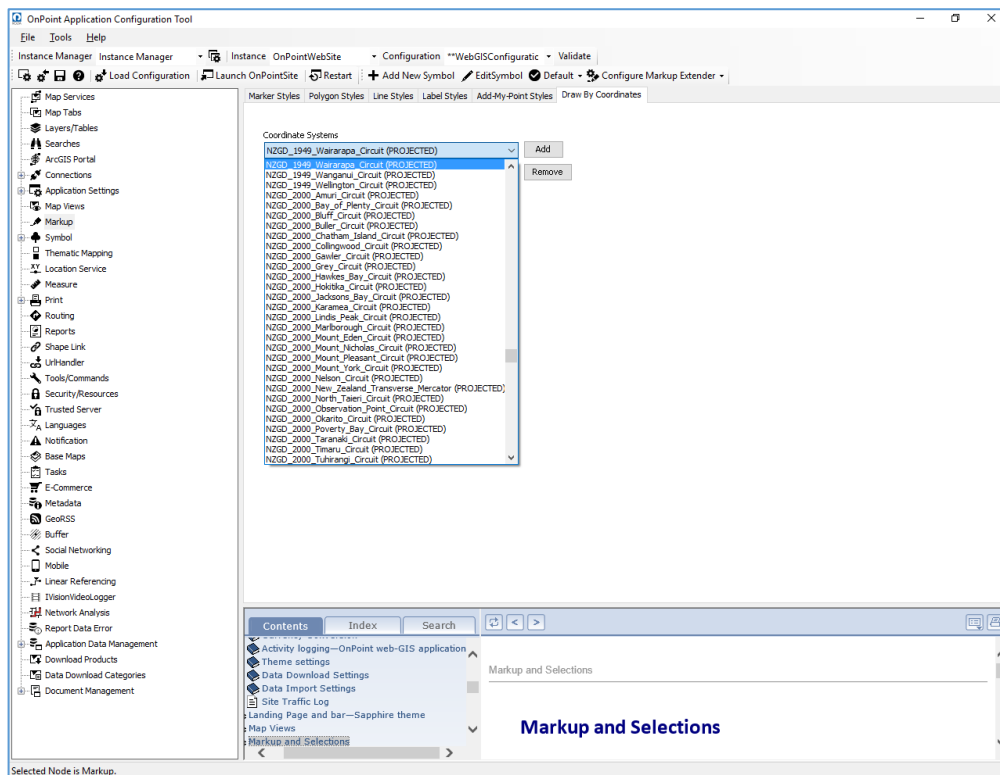 OnPoint Application Configuration Tool
File Tools Help
Instance Manager Instance Manager Instance OnPointWebSite Configuration **WebGISConfiguratic Validate
Load Configuration Launch OnPointSite Restart Add New Symbol EditSymbol Default Configure Markup Extender
Map Services
Map Tabs
Layers/Tables
Searches
ArcGIS Portal
Connections
Application Settings
Map Views
Markup
Symbol
Thematic Mapping
Location Service
Measure
Print
Routing
Reports
Shape Link
UrlHandler
Tools/Commands
Security/Resources
Trusted Server
Languages
Notification
Base Maps
Tasks
E-Commerce
Metadata
GeoRSS
Buffer
Social Networking
Mobile
Linear Referencing
IVisionVideoLogger
Network Analysis
Report Data Error
Application Data Management
Download Products
Data Download Categories
Document Management
Marker Styles Polygon Styles Line Styles Label Styles Add-My-Point Styles Draw By Coordinates
Coordinate Systems
NZGD_1949_Wairarapa_Circuit (PROJECTED) Add
Remove
NZGD_1949_Wairarapa_Circuit (PROJECTED)
NZGD_1949_Wanganui_Circuit (PROJECTED)
NZGD_1949_Wellington_Circuit (PROJECTED)
NZGD_2000_Amuri_Circuit (PROJECTED)
NZGD_2000_Bay_of_Plenty_Circuit (PROJECTED)
NZGD_2000_Bluff_Circuit (PROJECTED)
NZGD_2000_Buller_Circuit (PROJECTED)
NZGD_2000_Chatham_Island_Circuit (PROJECTED)
NZGD_2000_Collingwood_Circuit (PROJECTED)
NZGD_2000_Gawler_Circuit (PROJECTED)
NZGD_2000_Grey_Circuit (PROJECTED)
NZGD_2000_Hawkes_Bay_Circuit (PROJECTED)
NZGD_2000_Hokitika_Circuit (PROJECTED)
NZGD_2000_Jacksons_Bay_Circuit (PROJECTED)
NZGD_2000_Karamea_Circuit (PROJECTED)
NZGD_2000_Lindis_Peak_Circuit (PROJECTED)
NZGD_2000_Marlborough_Circuit (PROJECTED)
NZGD_2000_Mount_Eden_Circuit (PROJECTED)
NZGD_2000_Mount_Nicholas_Circuit (PROJECTED)
NZGD_2000_Mount_Pleasant_Circuit (PROJECTED)
NZGD_2000_Mount_York_Circuit (PROJECTED)
NZGD_2000_Nelson_Circuit (PROJECTED)
NZGD_2000_New_Zealand_Transverse_Mercator (PROJECTED)
NZGD_2000_North_Taieri_Circuit (PROJECTED)
NZGD_2000_Observation_Point_Circuit (PROJECTED)
NZGD_2000_Okarito_Circuit (PROJECTED)
NZGD_2000_Poverty_Bay_Circuit (PROJECTED)
NZGD_2000_Taranaki_Circuit (PROJECTED)
NZGD_2000_Timaru_Circuit (PROJECTED)
NZGD_2000_Tuhirangi_Circuit (PROJECTED)
Contents Index Search
Activity logging—OnPoint web-GIS application
Theme settings
Data Download Settings
Data Import Settings
Site Traffic Log
Landing Page and bar—Sapphire theme
Map Views
Markup and Selections
Markup and Selections
Markup and Selections
Selected Node is Markup.